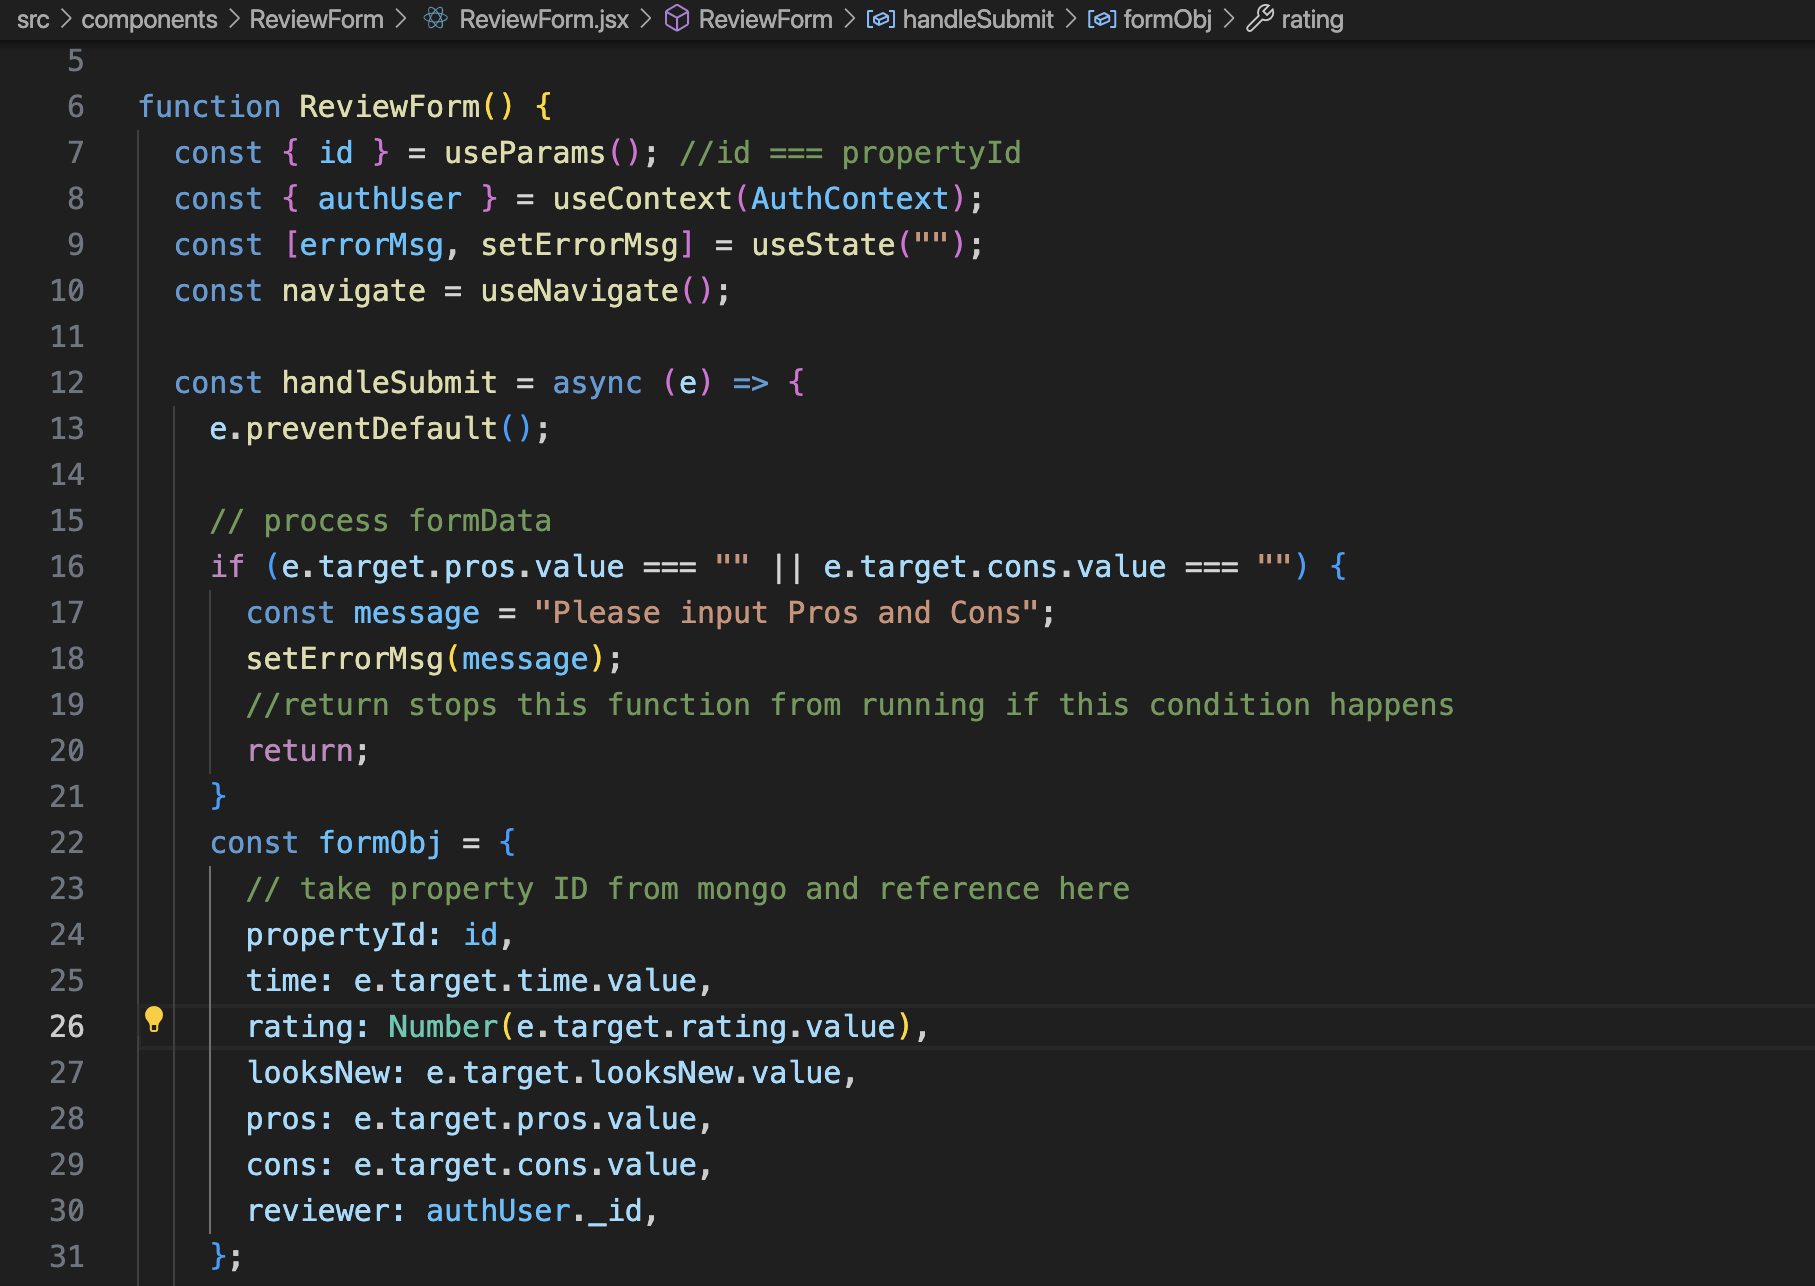 src > components > ReviewForm > ReviewForm.jsx > ReviewForm > handleSubmit > formObj > rating
5
6 function ReviewForm() {
7 const { id } = useParams(); //id === propertyId
8 const { authUser } = useContext(AuthContext);
9 const [errorMsg, setErrorMsg] = useState("");
10 const navigate = useNavigate();
11
12 const handleSubmit = async (e) => {
13 e.preventDefault();
14
15 // process formData
16 if (e.target.pros.value === "" || e.target.cons.value === "") {
17 const message = "Please input Pros and Cons";
18 setErrorMsg(message);
19 //return stops this function from running if this condition happens
20 return;
21 }
22 const formObj = {
23 // take property ID from mongo and reference here
24 propertyId: id,
25 time: e.target.time.value,
26 rating: Number(e.target.rating.value),
27 looksNew: e.target.looksNew.value,
28 pros: e.target.pros.value,
29 cons: e.target.cons.value,
30 reviewer: authUser._id,
31 };